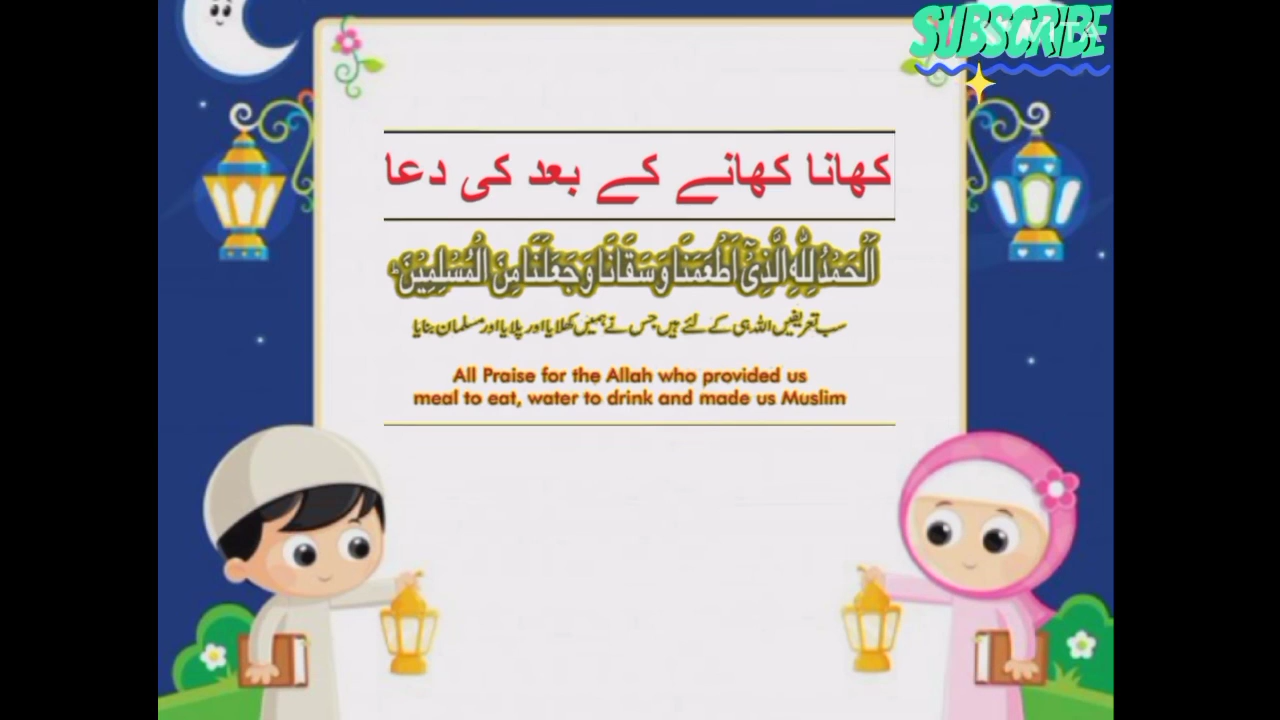 SUBSCRIBE
کھانا کھانے کے بعد کی دعا
اَلْحَمْدُ لِلّٰهِ الَّذِیْۤ اَطْعَمَنَا وَ سَقَانَا وَ جَعَلَنَا مِنَ الْمُسْلِمِیْنَ ؕ
سب تعریفیں اللہ ہی کے لئے ہیں جس نے ہمیں کھلایا اور پلایا اور مسلمان بنایا
All Praise for the Allah who provided us
meal to eat, water to drink and made us Muslim